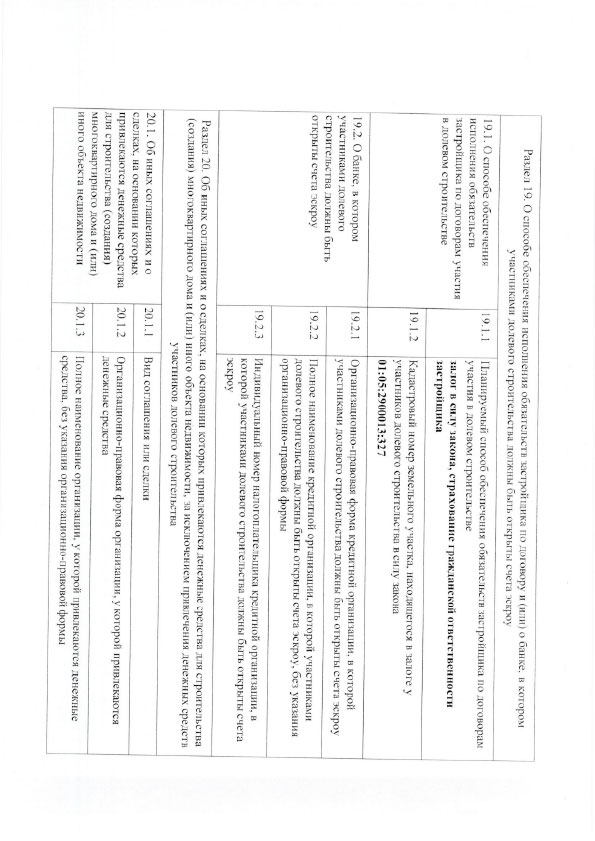 Раздел 19. О способе обеспечения исполнения обязательств застройщика по договору и (или) о банке, в котором
участниками долевого строительства должны быть открыты счета эскроу
19.1. О способе обеспечения
исполнения обязательств
застройщика по договорам участия
в долевом строительстве
19.1.1
Планируемый способ обеспечения обязательств застройщика по договорам
участия в долевом строительстве
залог в силу закона, страхование гражданской ответственности
застройщика
19.1.2
Кадастровый номер земельного участка, находящегося в залоге у
участников долевого строительства в силу закона
01:05:2900013:327
19.2. О банке, в котором
участниками долевого
строительства должны быть
открыты счета эскроу
19.2.1
Организационно-правовая форма кредитной организации, в которой
участниками долевого строительства должны быть открыты счета эскроу
19.2.2
Полное наименование кредитной организации, в которой участниками
долевого строительства должны быть открыты счета эскроу, без указания
организационно-правовой формы
19.2.3
Индивидуальный номер налогоплательщика кредитной организации, в
которой участниками долевого строительства должны быть открыты счета
эскроу
Раздел 20. Об иных соглашениях и о сделках, на основании которых привлекаются денежные средства для строительства
(создания) многоквартирного дома и (или) иного объекта недвижимости, за исключением привлечения денежных средств
участников долевого строительства
20.1. Об иных соглашениях и о
сделках, на основании которых
привлекаются денежные средства
для строительства (создания)
многоквартирного дома и (или)
иного объекта недвижимости
20.1.1
Вид соглашения или сделки
20.1.2
Организационно-правовая форма организации, у которой привлекаются
денежные средства
20.1.3
Полное наименование организации, у которой привлекаются денежные
средства, без указания организационно-правовой формы